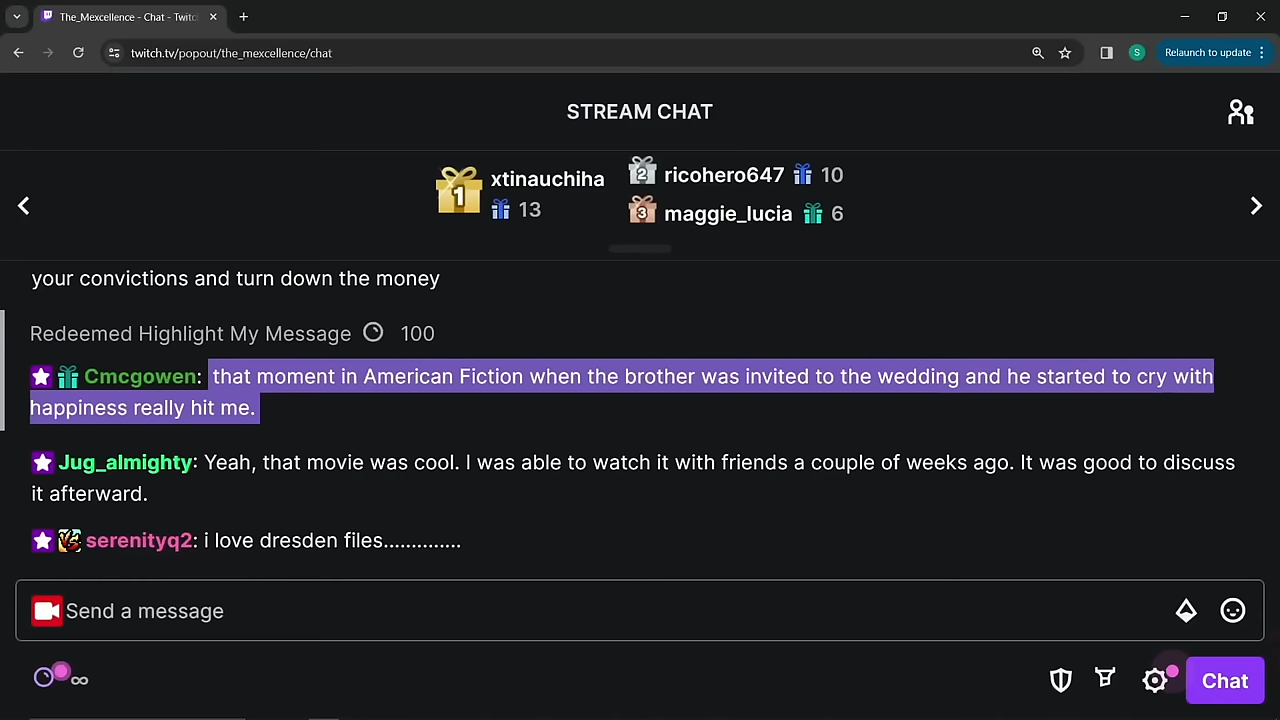 The_Mexcellence - Chat - Twitc
twitch.tv/popout/the_mexcellence/chat
S
Relaunch to update
STREAM CHAT
1 xtinauchiha
13
2 ricohero647 10
3 maggie_lucia 6
your convictions and turn down the money
Redeemed Highlight My Message 100
Cmcgowen: that moment in American Fiction when the brother was invited to the wedding and he started to cry with
happiness really hit me.
Jug_almighty: Yeah, that movie was cool. I was able to watch it with friends a couple of weeks ago. It was good to discuss
it afterward.
serenityq2: i love dresden files..............
Send a message
∞
Chat